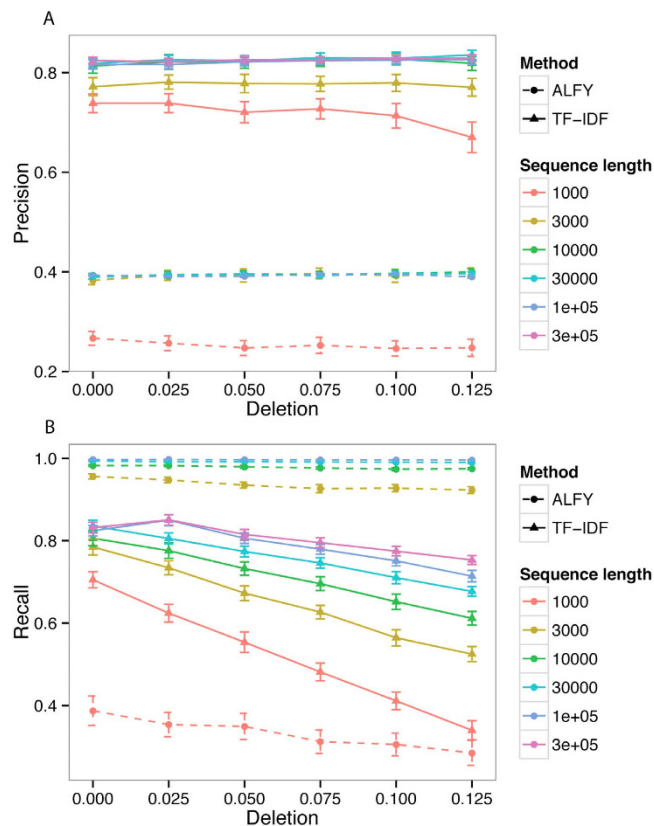 A
0.8
0.6
0.4
0.2
Precision
0.000 0.025 0.050 0.075 0.100 0.125
Deletion
Method
ALFY
TF-IDF
Sequence length
1000
3000
10000
30000
1e+05
3e+05
B
1.0
0.8
0.6
0.4
Recall
0.000 0.025 0.050 0.075 0.100 0.125
Deletion
Method
ALFY
TF-IDF
Sequence length
1000
3000
10000
30000
1e+05
3e+05